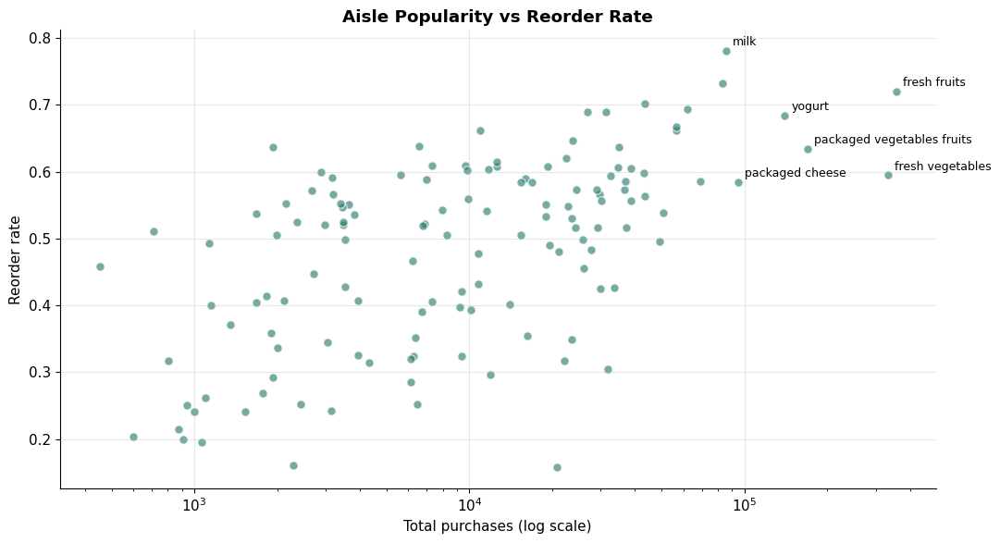 Aisle Popularity vs Reorder Rate
milk
fresh fruits
yogurt
packaged vegetables fruits
fresh vegetables
packaged cheese
0.8
0.7
0.6
0.5
0.4
0.3
0.2
Reorder rate
10³
10⁴
10⁵
Total purchases (log scale)